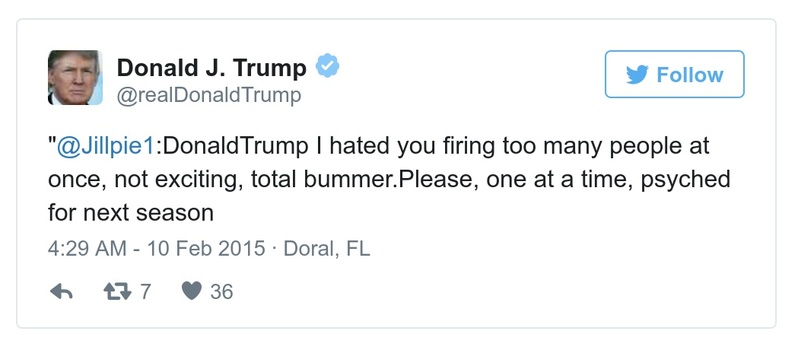 Donald J. Trump
@realDonaldTrump
Follow
"@Jillpie1:DonaldTrump I hated you firing too many people at
once, not exciting, total bummer.Please, one at a time, psyched
for next season
4:29 AM - 10 Feb 2015 · Doral, FL
7 36